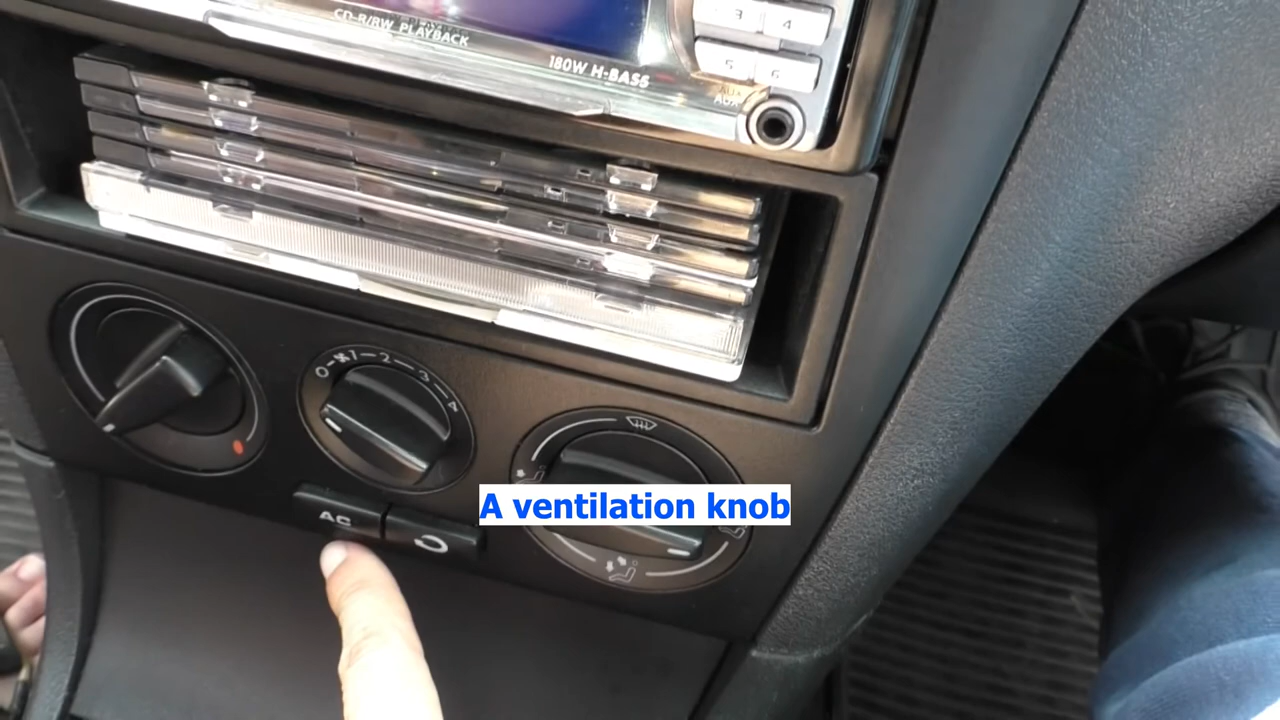 CD-R/RW PLAYBACK
180W H-BASS
3 4
5 6
AUX
0 1 2 3 4
A ventilation knob
AC